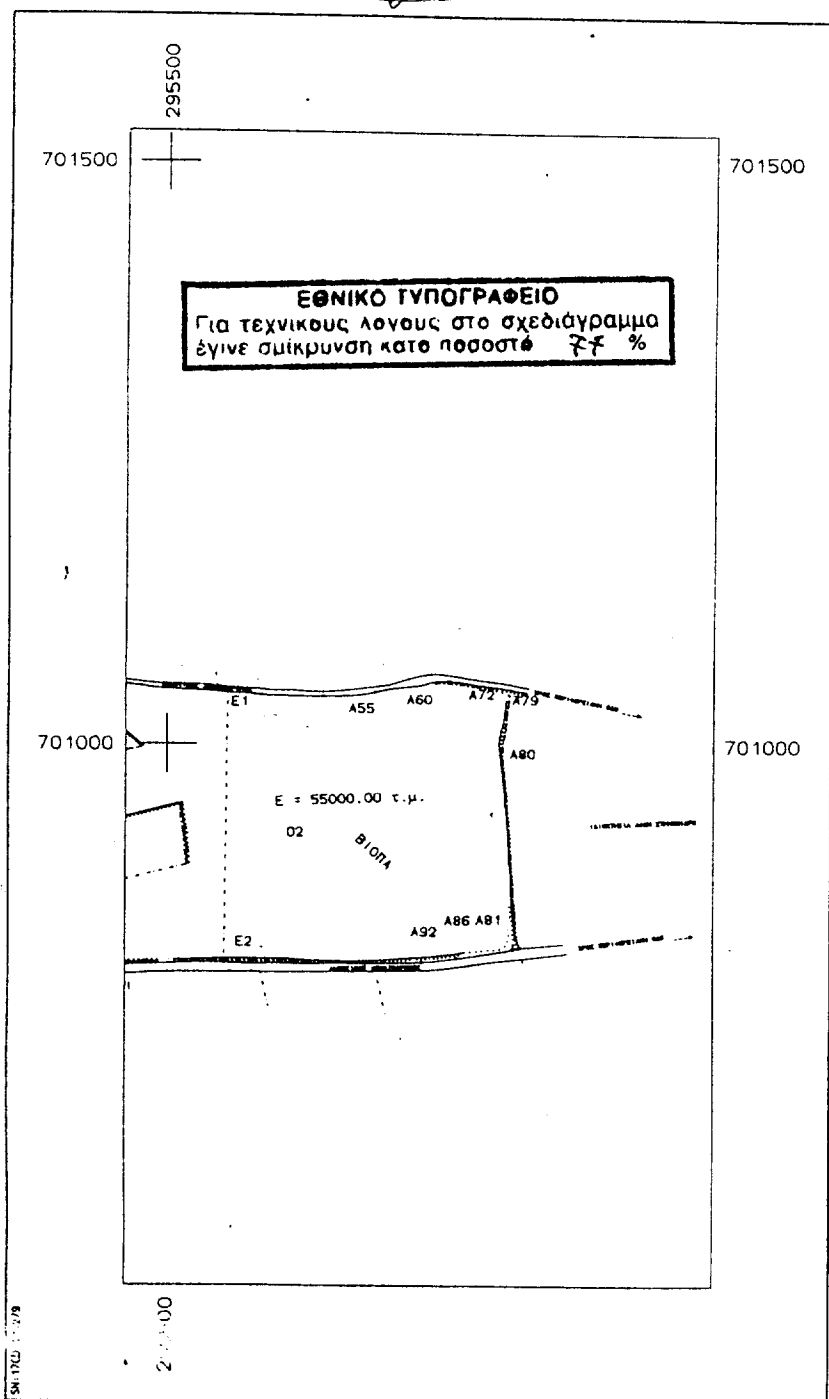 295500
701500
701500
ΕΘΝΙΚΟ ΤΥΠΟΓΡΑΦΕΙΟ
Για τεχνικους λογους στο σχεδιάγραμμα
έγινε σμίκρυνση κατα ποσοστό 77 %
E1
A55
A60
A72
A79
701000
A80
701000
E = 55000.00 τ.μ.
02
ΒΙΟΠΑ
A92
A86 A81
E2